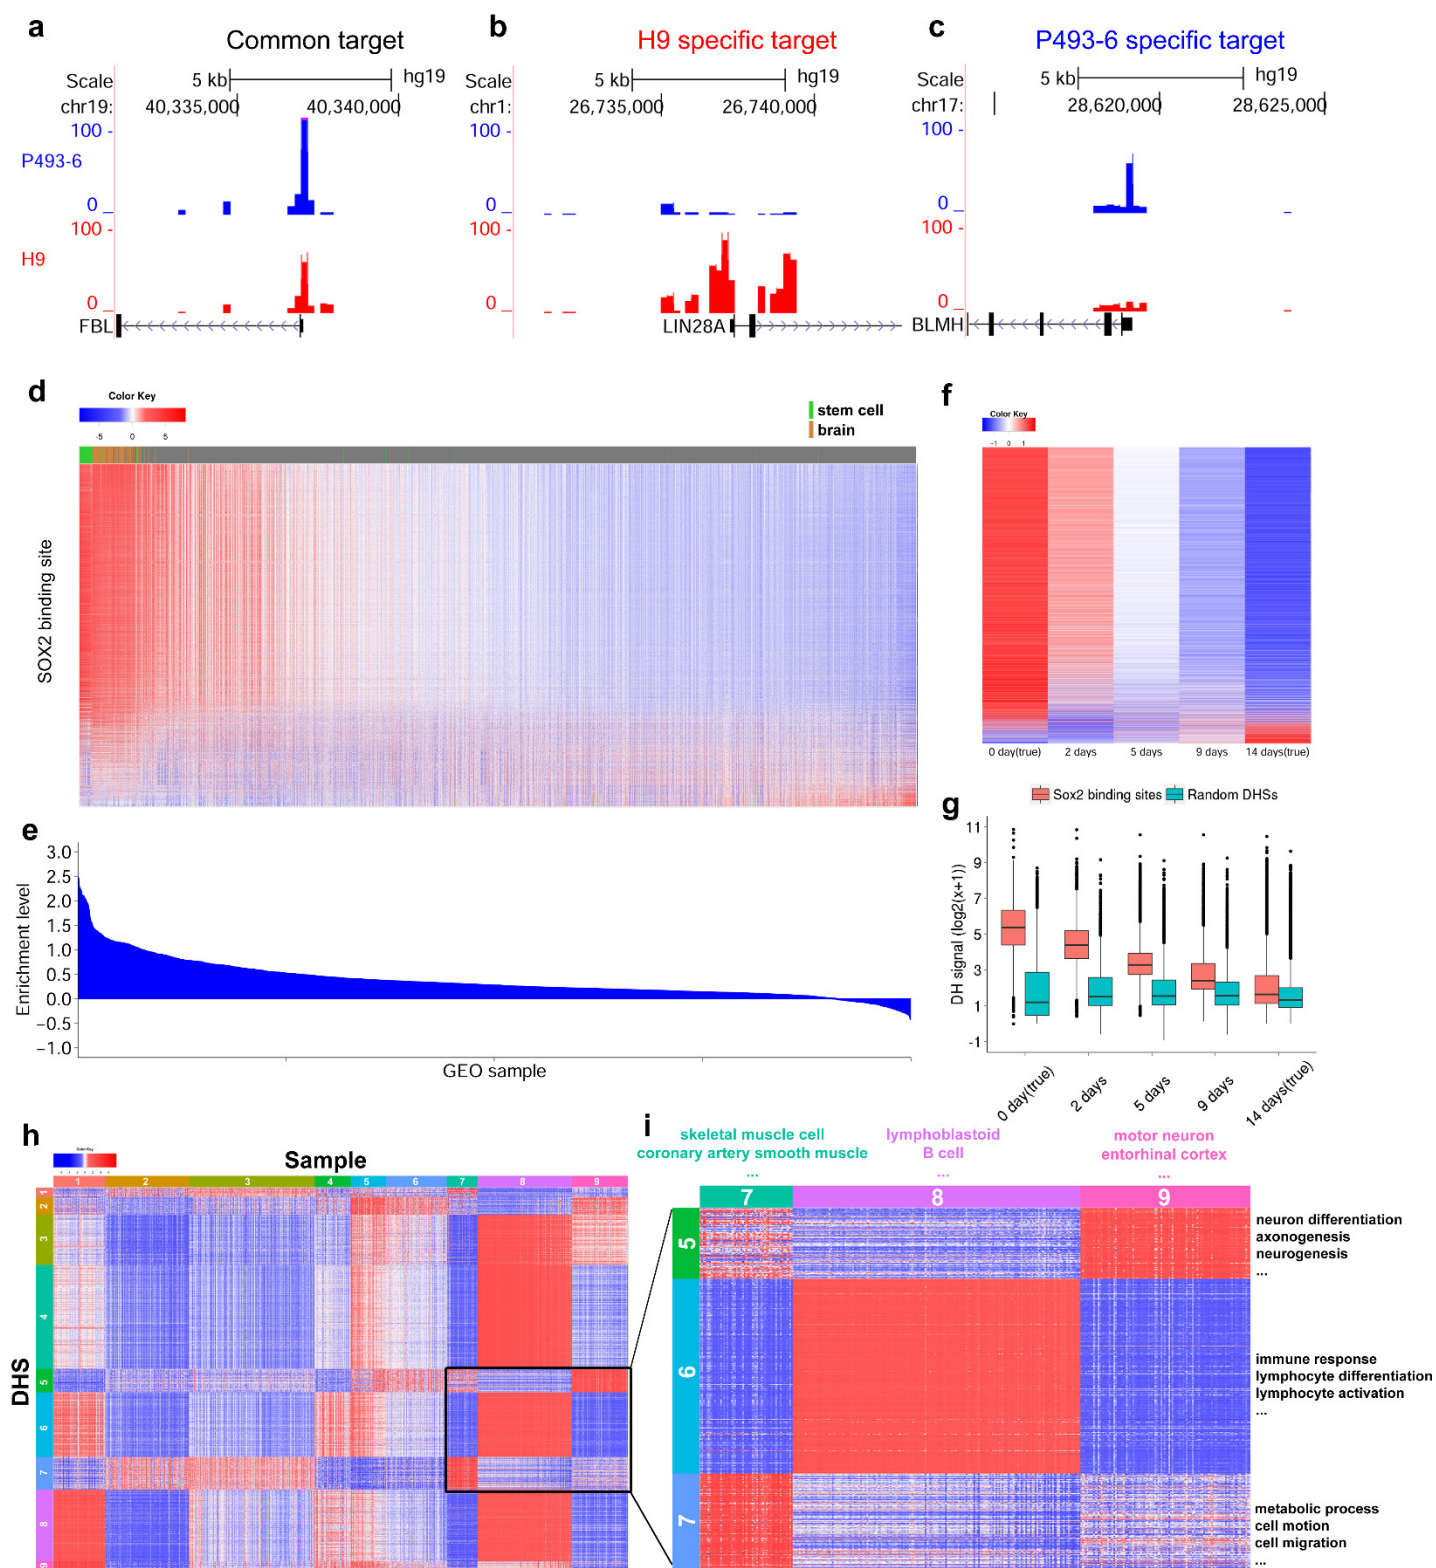 a
Common target
Scale
5 kb
hg19
chr19:
40,335,000
40,340,000
100 -
P493-6
0
100 -
H9
0
FBL
b
H9 specific target
Scale
5 kb
hg19
chr1:
26,735,000
26,740,000
100 -
0
100 -
0
LIN28A
c
P493-6 specific target
Scale
5 kb
hg19
chr17:
28,620,000
28,625,000
100 -
0
100 -
0
BLMH
d
Color Key
-5 0 5
stem cell
brain
SOX2 binding site
e
3.0
2.5
2.0
1.5
1.0
0.5
0.0
−0.5
−1.0
Enrichment level
GEO sample
f
Color Key
-1 0 1
0 day(true) 2 days 5 days 9 days 14 days(true)
g
Sox2 binding sites Random DHSs
11
9
7
5
3
1
-1
DH signal (log2(x+1))
0 day(true) 2 days 5 days 9 days 14 days(true)
h
Sample
1 2 3 4 5 6 7 8 9
DHS
1
2
3
4
5
6
7
8
9
i
skeletal muscle cell
coronary artery smooth muscle
...
lymphoblastoid
B cell
...
motor neuron
entorhinal cortex
...
7 8 9
5
neuron differentiation
axonogenesis
neurogenesis
...
6
immune response
lymphocyte differentiation
lymphocyte activation
...
7
metabolic process
cell motion
cell migration
...